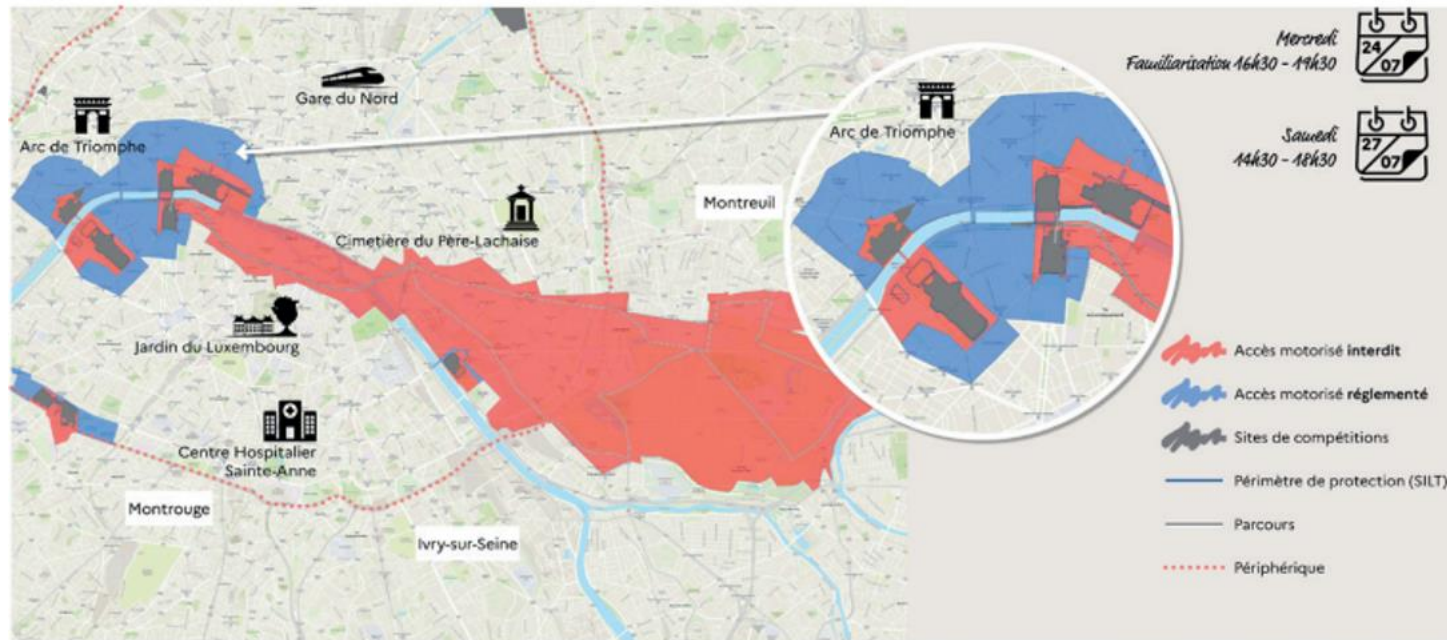 Mercredi
Familiarisation 16h30 - 19h30
24
07
Samedi
14h30 - 18h30
27
07
Gare du Nord
Arc de Triomphe
Cimetière du Père-Lachaise
Montreuil
Jardin du Luxembourg
Centre Hospitalier
Sainte-Anne
Montrouge
Ivry-sur-Seine
Arc de Triomphe
Accès motorisé interdit
Accès motorisé réglementé
Sites de compétitions
Périmètre de protection (SILT)
Parcours
Périphérique